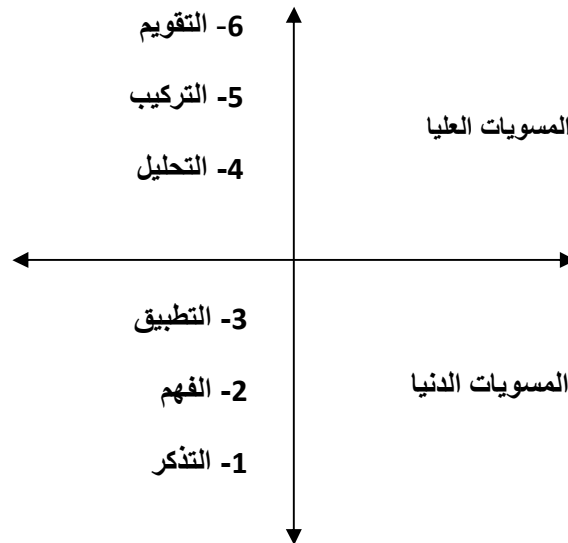 6- التقويم
5- التركيب
المسويات العليا
4- التحليل
3- التطبيق
2- الفهم
المسويات الدنيا
1- التذكر